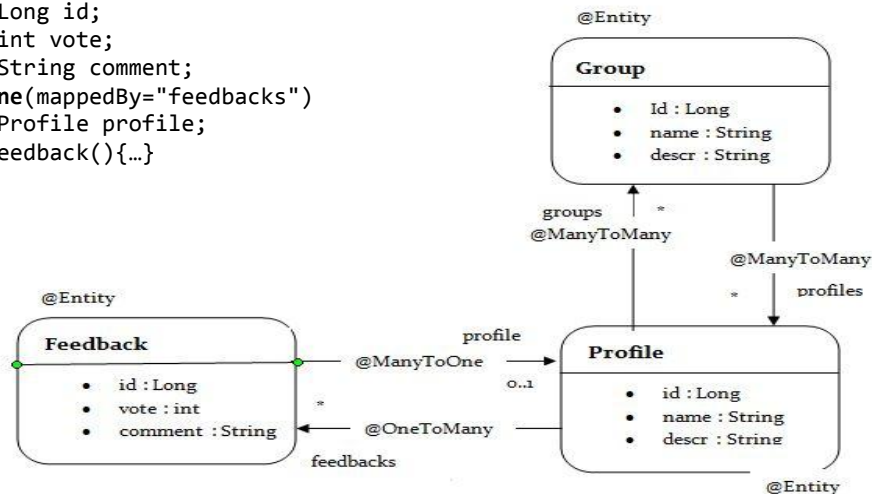 Long id;
int vote;
String comment;
ne(mappedBy="feedbacks")
Profile profile;
eedback(){…}
@Entity
Group
• Id : Long
• name : String
• descr : String
groups *
@ManyToMany
@ManyToMany
* profiles
@Entity
Feedback
• id : Long
• vote : int
• comment : String
profile
@ManyToOne
0..1
*
@OneToMany
feedbacks
Profile
• id : Long
• name : String
• descr : String
@Entity